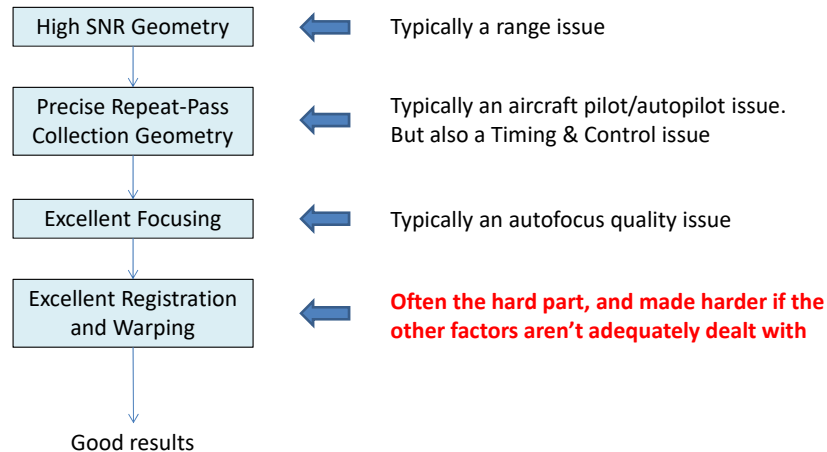 High SNR Geometry
Typically a range issue
Precise Repeat-Pass
Collection Geometry
Typically an aircraft pilot/autopilot issue.
But also a Timing & Control issue
Excellent Focusing
Typically an autofocus quality issue
Excellent Registration
and Warping
Often the hard part, and made harder if the
other factors aren’t adequately dealt with
Good results